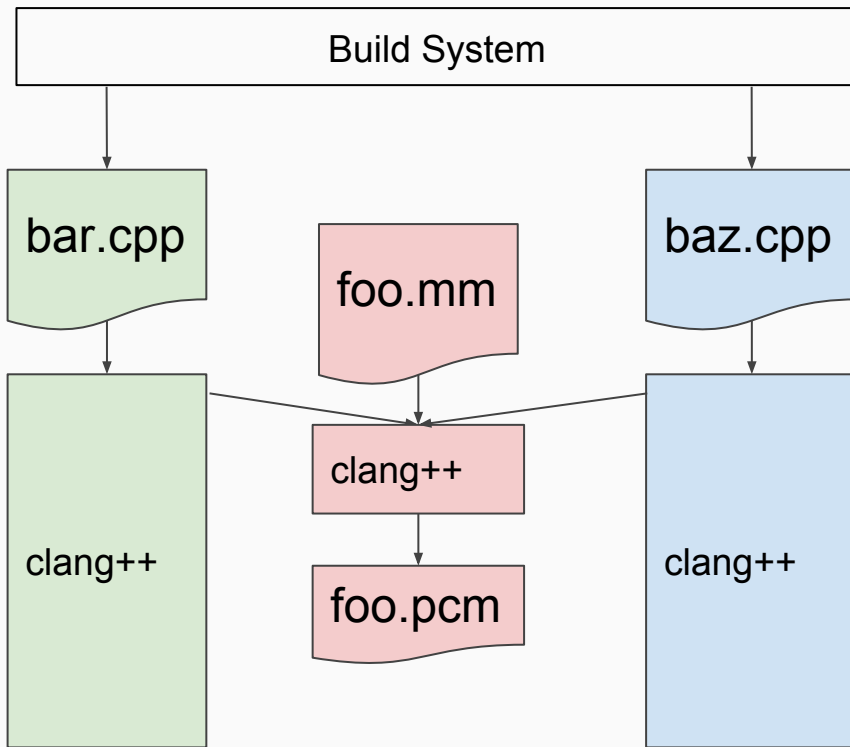 Build System
bar.cpp
foo.mm
baz.cpp
clang++
clang++
clang++
foo.pcm